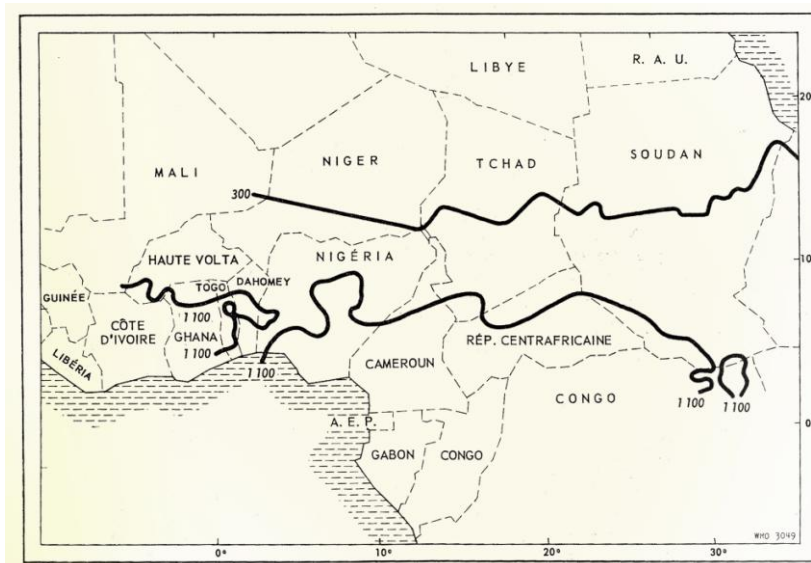 LIBYE
R. A. U.
20
MALI
NIGER
TCHAD
SOUDAN
300
HAUTE VOLTA
NIGÉRIA
10
TOGO
DAHOMEY
GUINÉE
CÔTE
D'IVOIRE
1 100
GHANA
1 100
RÉP. CENTRAFRICAINE
LIBÉRIA
1 100
CAMEROUN
CONGO
1 100
1 100
A. E. P.
0
GABON
CONGO
WHO 3049
0°
10°
20°
30°